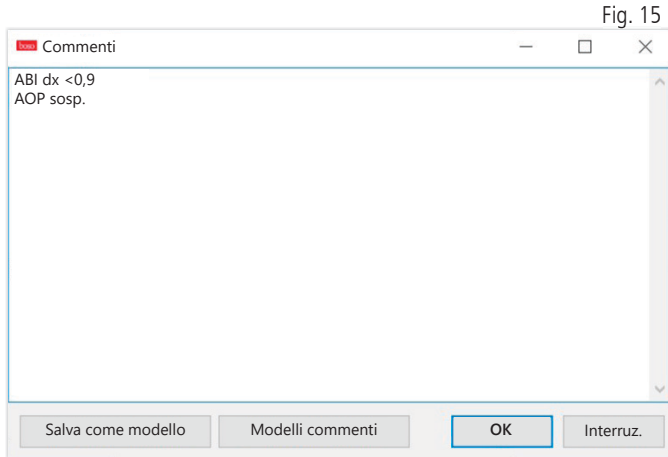 Fig. 15
boso Commenti
ABI dx <0,9
AOP sosp.
Salva come modello Modelli commenti OK Interruz.